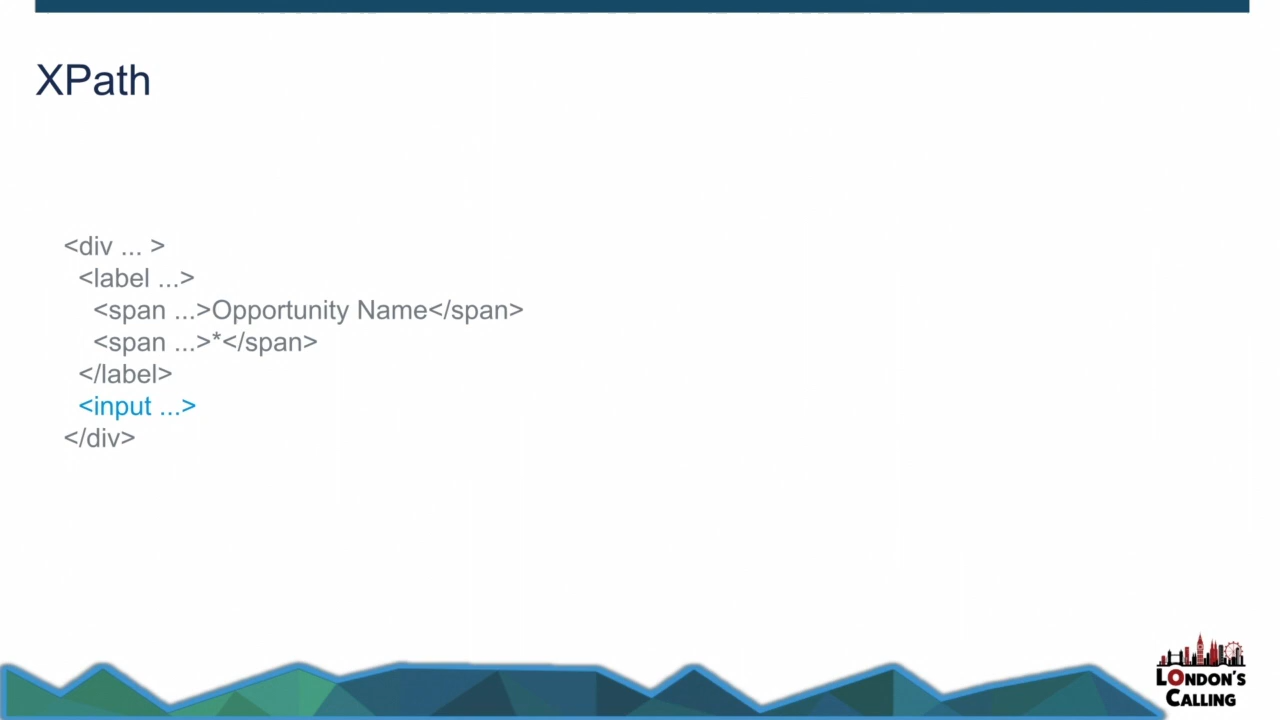 XPath
<div ... >
<label ...>
<span ...>Opportunity Name</span>
<span ...>*</span>
</label>
<input ...>
</div>
LONDON'S
CALLING